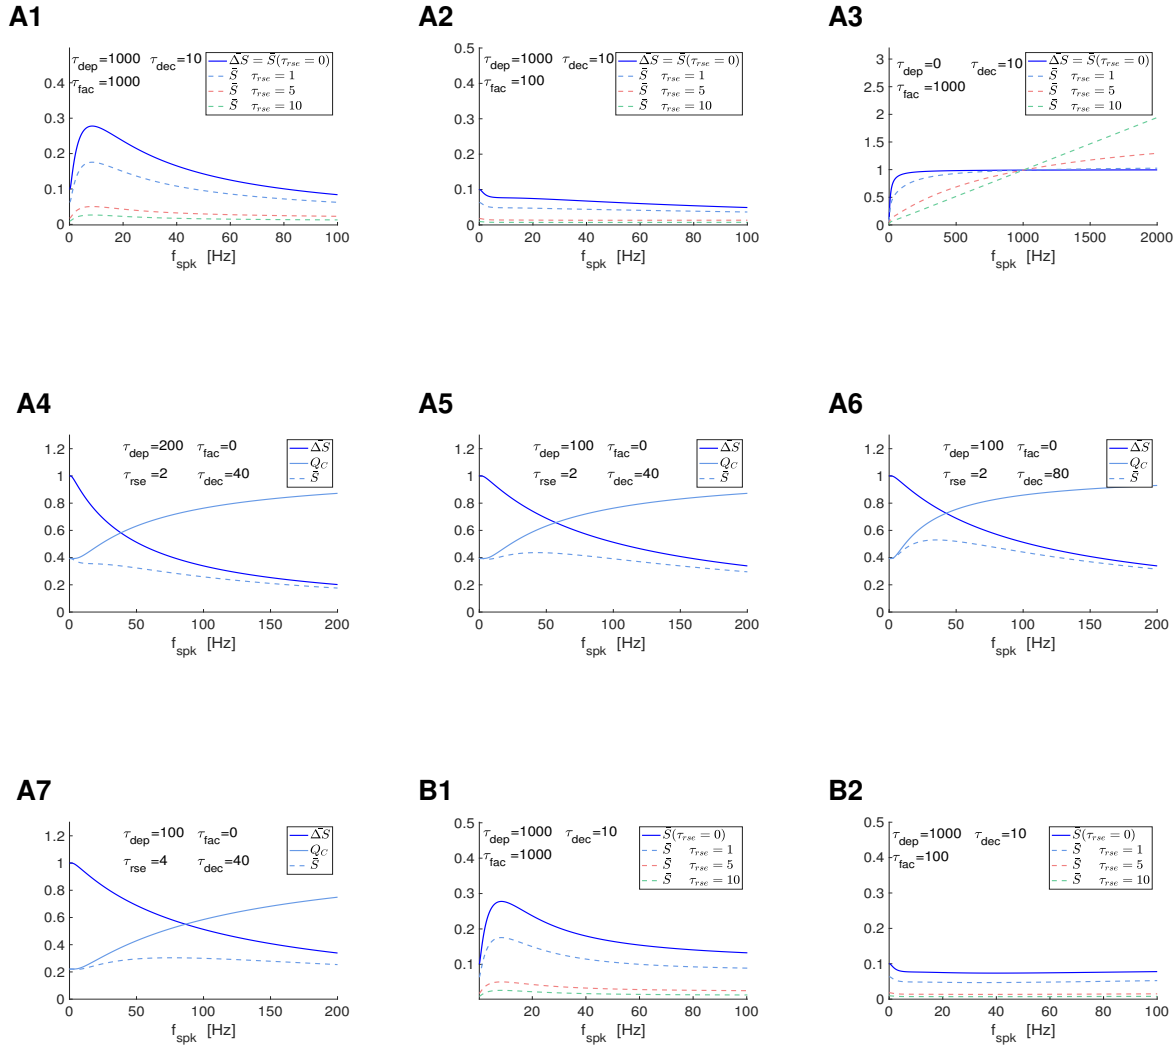 A1
τdep=1000 τdec=10
τfac=1000
Δ̄S = S̄(τrse = 0)
S̄ τrse = 1
S̄ τrse = 5
S̄ τrse = 10
0.4
0.3
0.2
0.1
0
0 20 40 60 80 100
fspk [Hz]
A2
τdep=1000 τdec=10
τfac=100
Δ̄S = S̄(τrse = 0)
S̄ τrse = 1
S̄ τrse = 5
S̄ τrse = 10
0.5
0.4
0.3
0.2
0.1
0
0 20 40 60 80 100
fspk [Hz]
A3
τdep=0 τdec=10
τfac=1000
Δ̄S = S̄(τrse = 0)
S̄ τrse = 1
S̄ τrse = 5
S̄ τrse = 10
3
2.5
2
1.5
1
0.5
0
0 500 1000 1500 2000
fspk [Hz]
A4
τdep=200 τfac=0
τrse=2 τdec=40
Δ̄S
QC
S̄
1.2
1
0.8
0.6
0.4
0.2
0
0 50 100 150 200
fspk [Hz]
A5
τdep=100 τfac=0
τrse=2 τdec=40
Δ̄S
QC
S̄
1.2
1
0.8
0.6
0.4
0.2
0
0 50 100 150 200
fspk [Hz]
A6
τdep=100 τfac=0
τrse=2 τdec=80
Δ̄S
QC
S̄
1.2
1
0.8
0.6
0.4
0.2
0
0 50 100 150 200
fspk [Hz]
A7
τdep=100 τfac=0
τrse=4 τdec=40
Δ̄S
QC
S̄
1.2
1
0.8
0.6
0.4
0.2
0
0 50 100 150 200
fspk [Hz]
B1
τdep=1000 τdec=10
τfac=1000
S̄(τrse = 0)
S̄ τrse = 1
S̄ τrse = 5
S̄ τrse = 10
0.5
0.4
0.3
0.2
0.1
20 40 60 80 100
fspk [Hz]
B2
τdep=1000 τdec=10
τfac=100
S̄(τrse = 0)
S̄ τrse = 1
S̄ τrse = 5
S̄ τrse = 10
0.5
0.4
0.3
0.2
0.1
0
0 20 40 60 80 100
fspk [Hz]